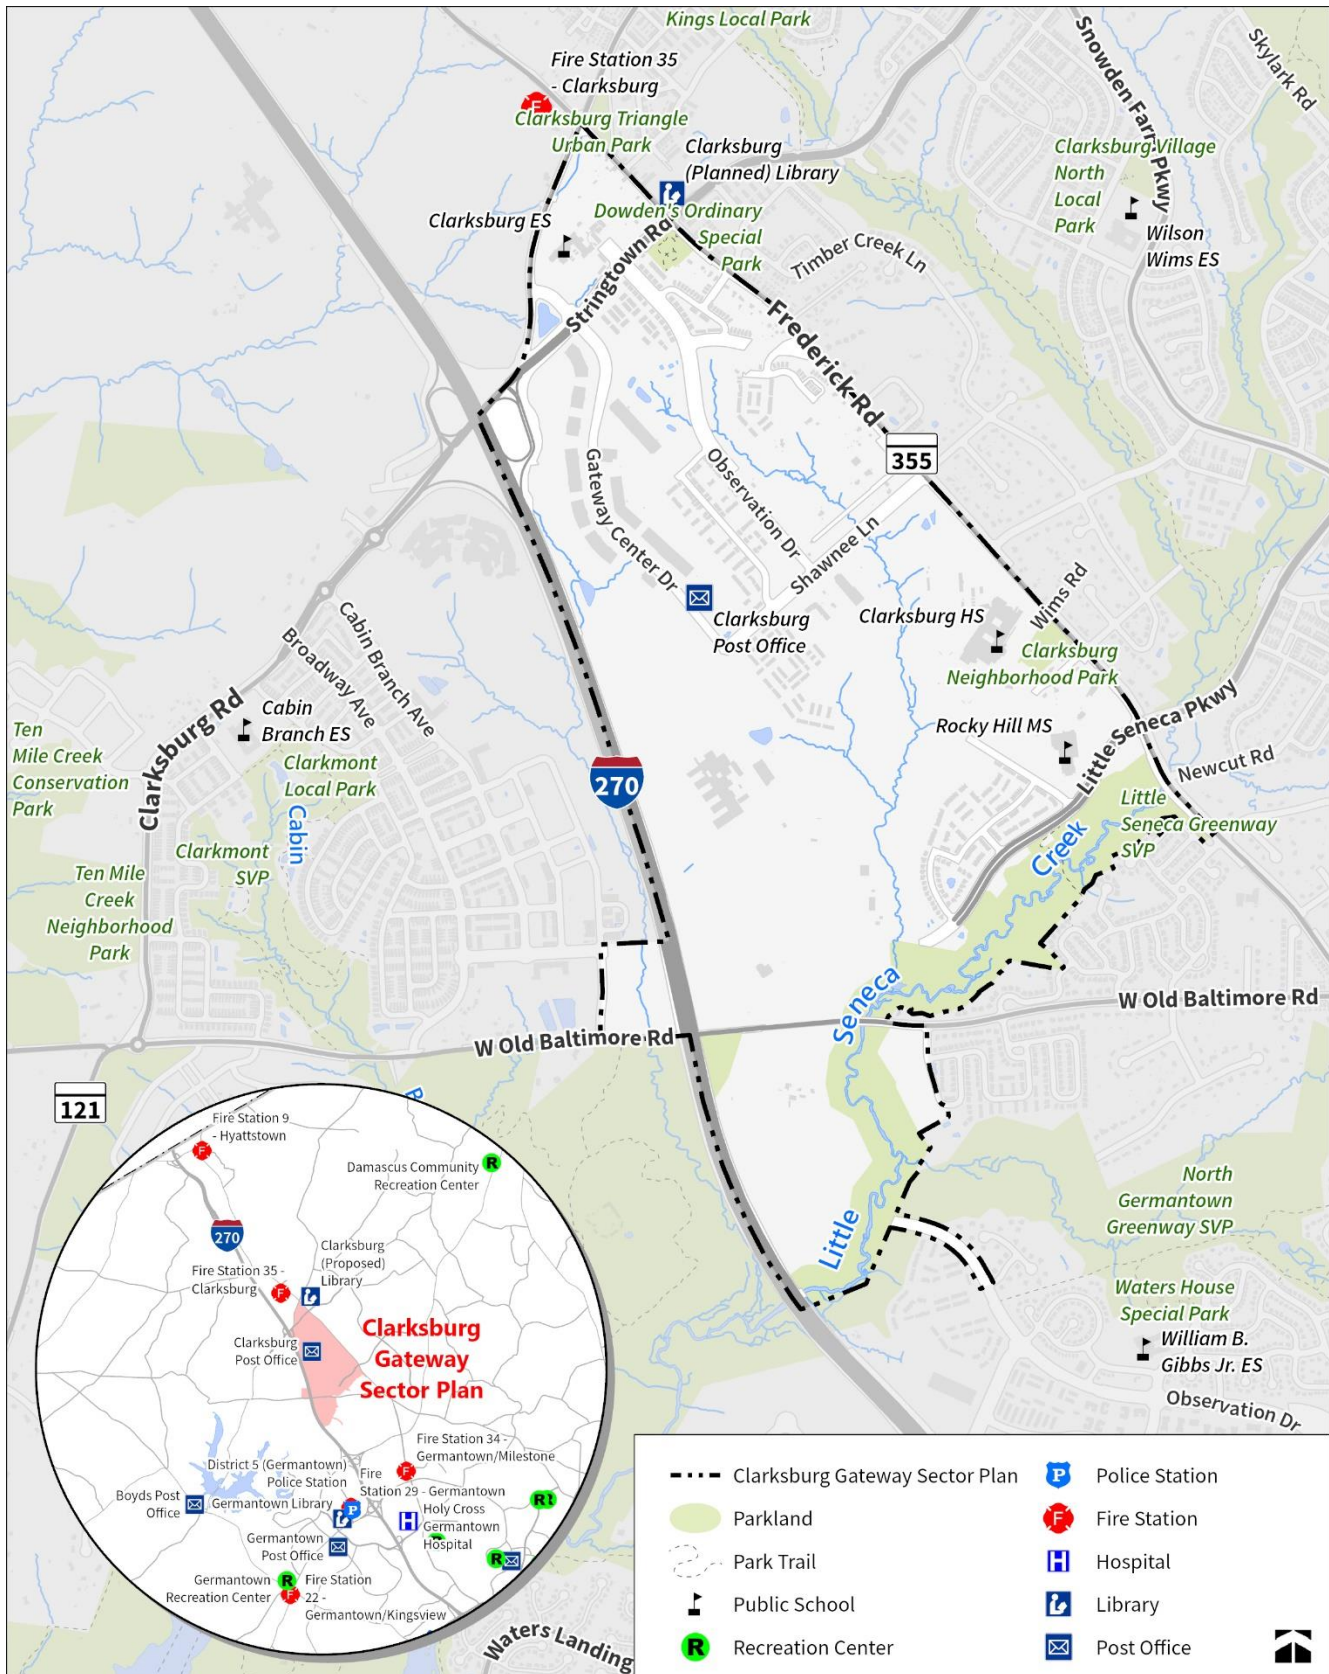 Kings Local Park
Snowden Farm Pkwy
Skylark Rd
Fire Station 35
- Clarksburg
F
Clarksburg Triangle
Urban Park
Clarksburg
(Planned) Library
Clarksburg Village
North
Local
Park
Wilson
Wims ES
Clarksburg ES
Dowden's Ordinary
Special
Park
Stringtown Rd
Timber Creek Ln
Frederick Rd
355
Gateway Center Dr
Observation Dr
Shawnee Ln
Clarksburg
Post Office
Clarksburg HS
Wims Rd
Clarksburg
Neighborhood Park
Cabin Branch Ave
Broadway Ave
Clarksburg Rd
Cabin
Branch ES
Ten
Mile Creek
Conservation
Park
Clarkmont
Local Park
Cabin
Clarkmont
SVP
Ten Mile
Creek
Neighborhood
Park
270
Rocky Hill MS
Little Seneca Pkwy
Newcut Rd
Little
Seneca Greenway
SVP
Creek
Seneca
Little
W Old Baltimore Rd
W Old Baltimore Rd
121
North
Germantown
Greenway SVP
Waters House
Special Park
William B.
Gibbs Jr. ES
Observation Dr
Waters Landing
Fire Station 9
- Hyattstown
F
Damascus Community
Recreation Center
R
270
Clarksburg
(Proposed)
Library
Fire Station 35 -
Clarksburg
F
Clarksburg
Post Office
Clarksburg
Gateway
Sector Plan
Fire Station 34 -
Germantown/Milestone
F
District 5 (Germantown)
Police Station
P
Fire
Station 29 - Germantown
Boyds Post
Office
Germantown Library
Holy Cross
Germantown
Hospital
H
Germantown
Post Office
R
R
Germantown
Recreation Center
R
F
Fire Station
22 -
Germantown/Kingsview
Clarksburg Gateway Sector Plan
Parkland
Park Trail
Public School
R Recreation Center
P Police Station
F Fire Station
H Hospital
Library
Post Office